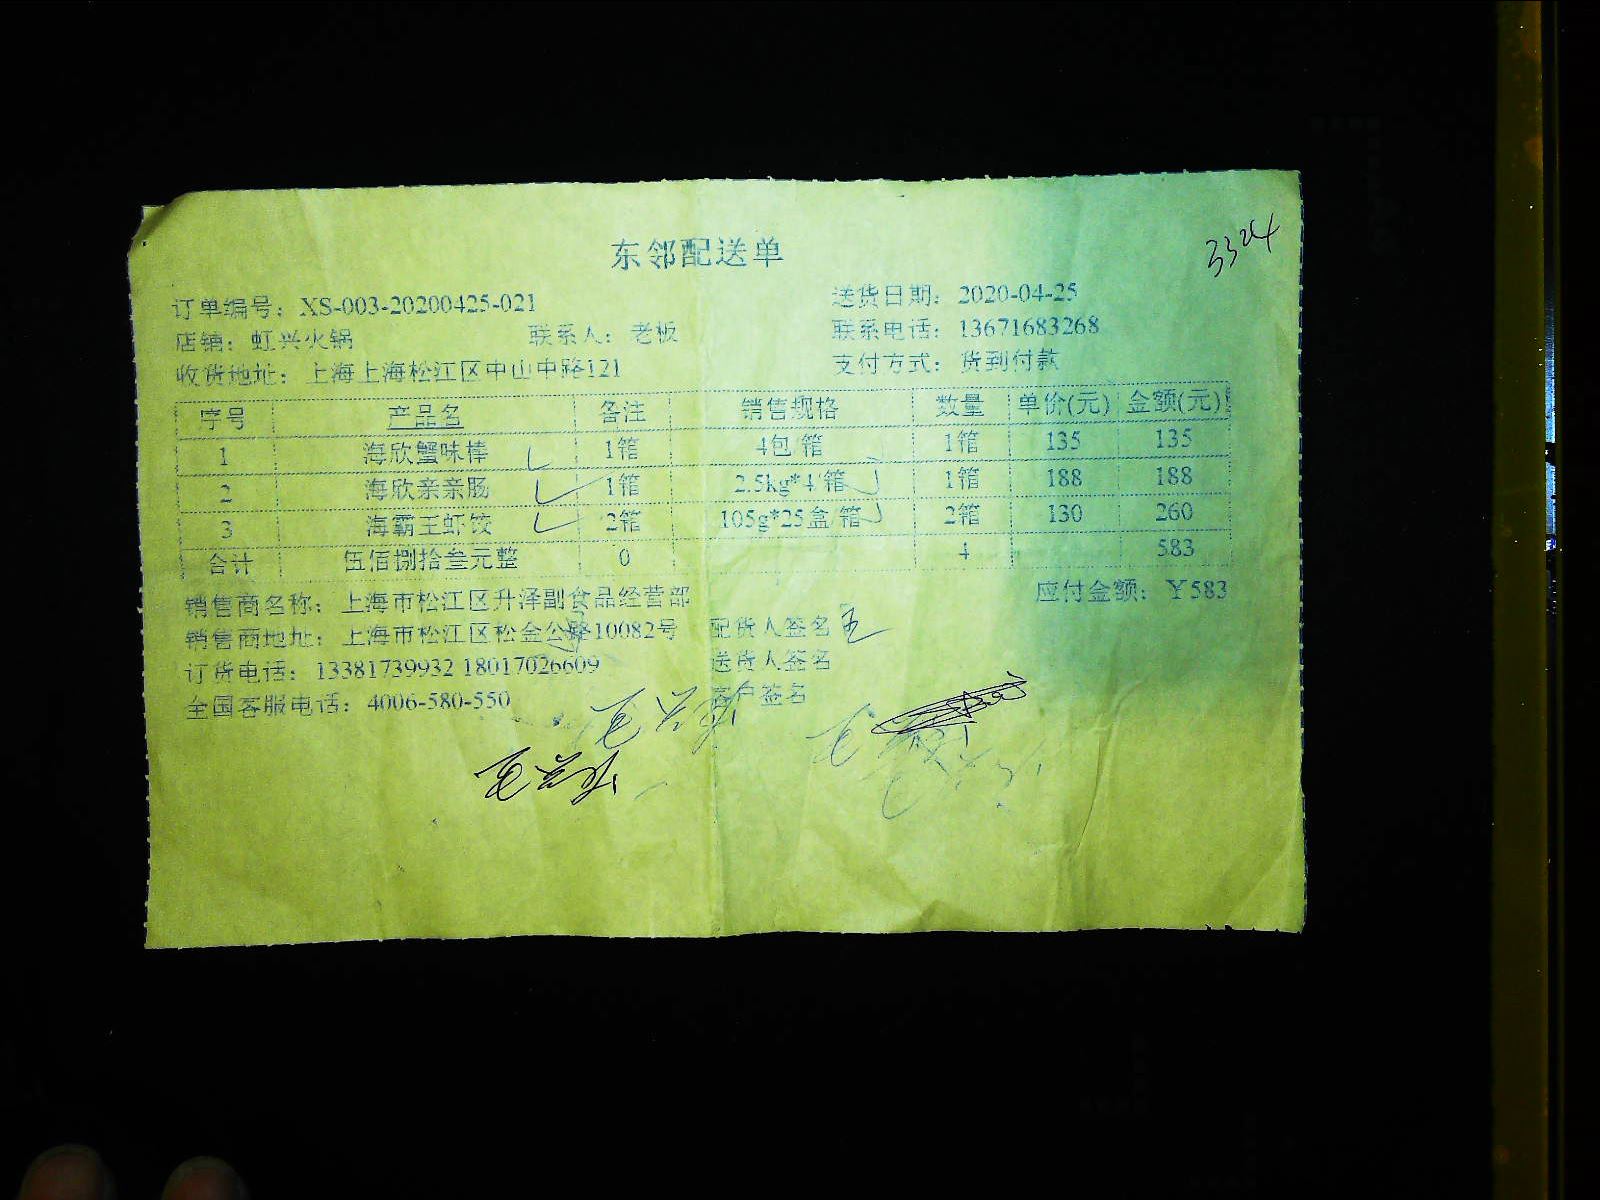 东邻配送单
3324
订单编号：XS-003-20200425-021 送货日期：2020-04-25
店铺：虹兴火锅 联系人：老板 联系电话：13671683268
收货地址：上海上海松江区中山中路121 支付方式：货到付款
序号 产品名 备注 销售规格 数量 单价(元) 金额(元)
1 海欣蟹味棒 1箱 4包/箱 1箱 135 135
2 海欣亲亲肠 1箱 2.5kg*4/箱 1箱 188 188
3 海霸王虾饺 2箱 105g*25盒/箱 2箱 130 260
合计 伍佰捌拾叁元整 0 4 583
销售商名称：上海市松江区升泽副食品经营部 应付金额：￥583
销售商地址：上海市松江区松金公路10082号 配货人签名 王
订货电话：13381739932 18017026609 送货人签名
全国客服电话：4006-580-550 客户签名